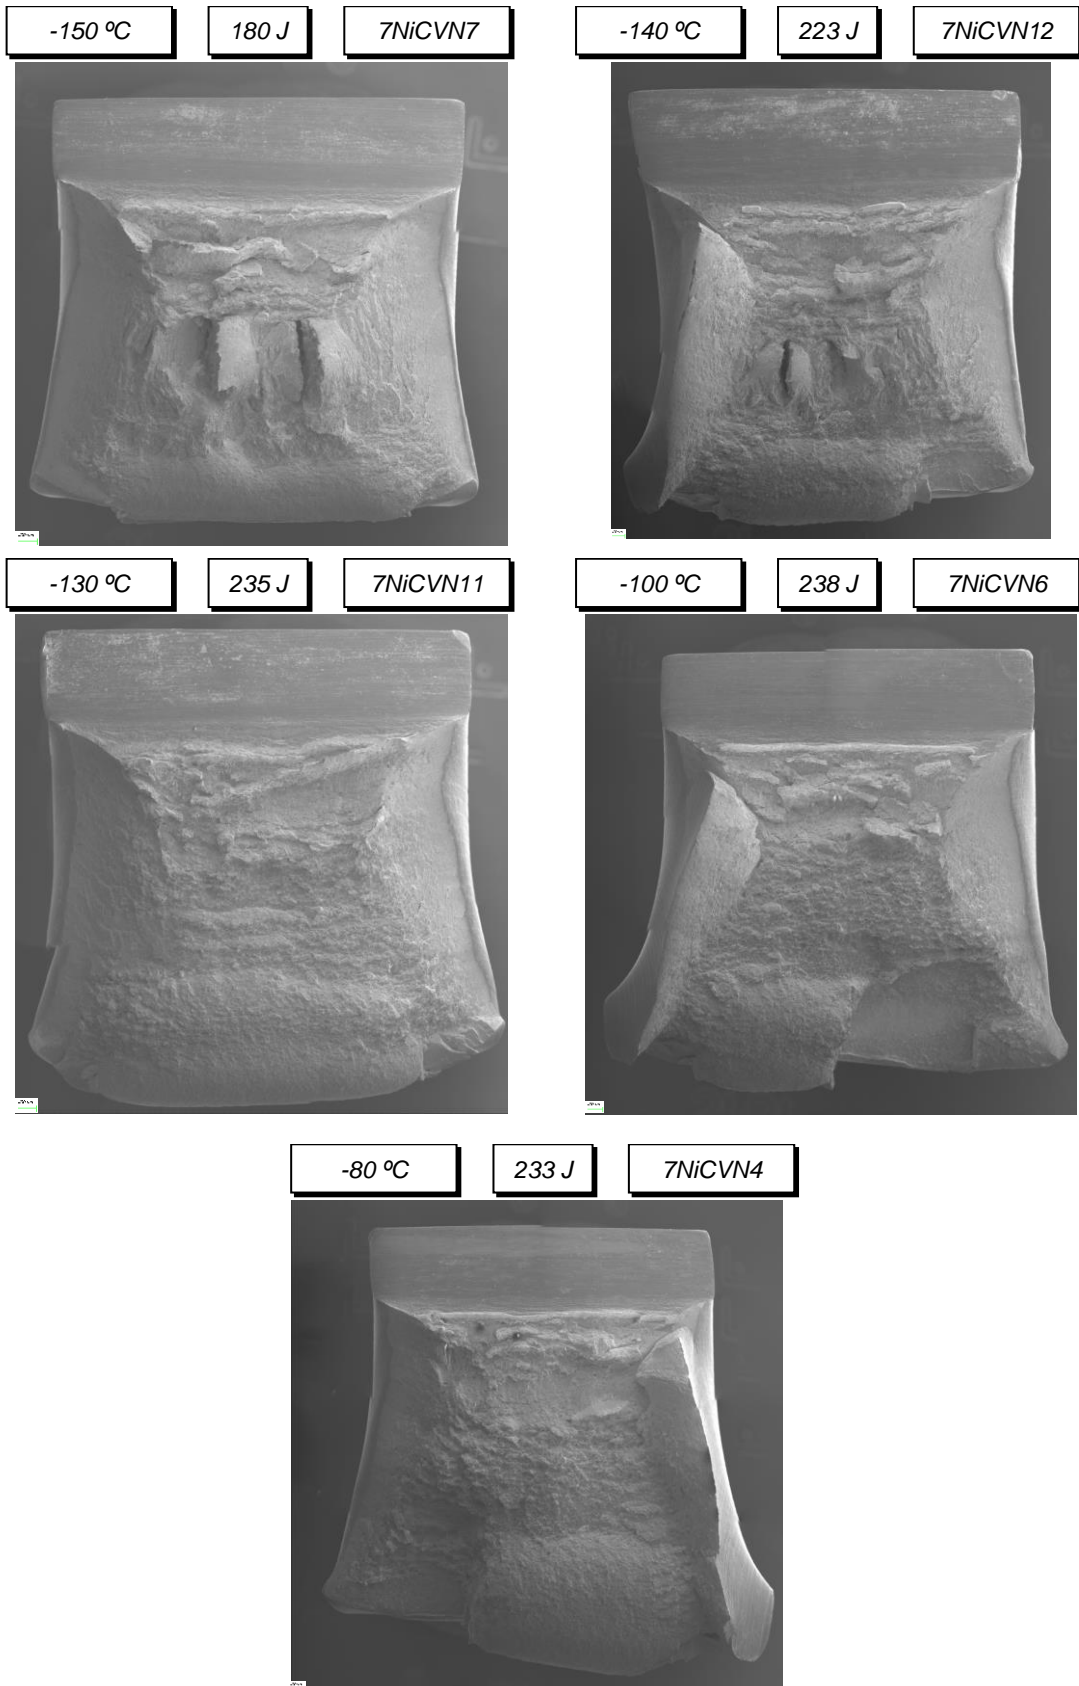 -150 ºC 180 J 7NiCVN7
-140 ºC 223 J 7NiCVN12
-130 ºC 235 J 7NiCVN11
-100 ºC 238 J 7NiCVN6
-80 ºC 233 J 7NiCVN4